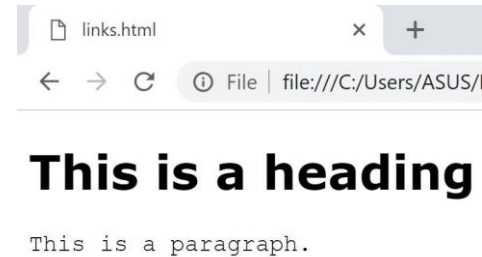 links.html
File file:///C:/Users/ASUS/
This is a heading
This is a paragraph.